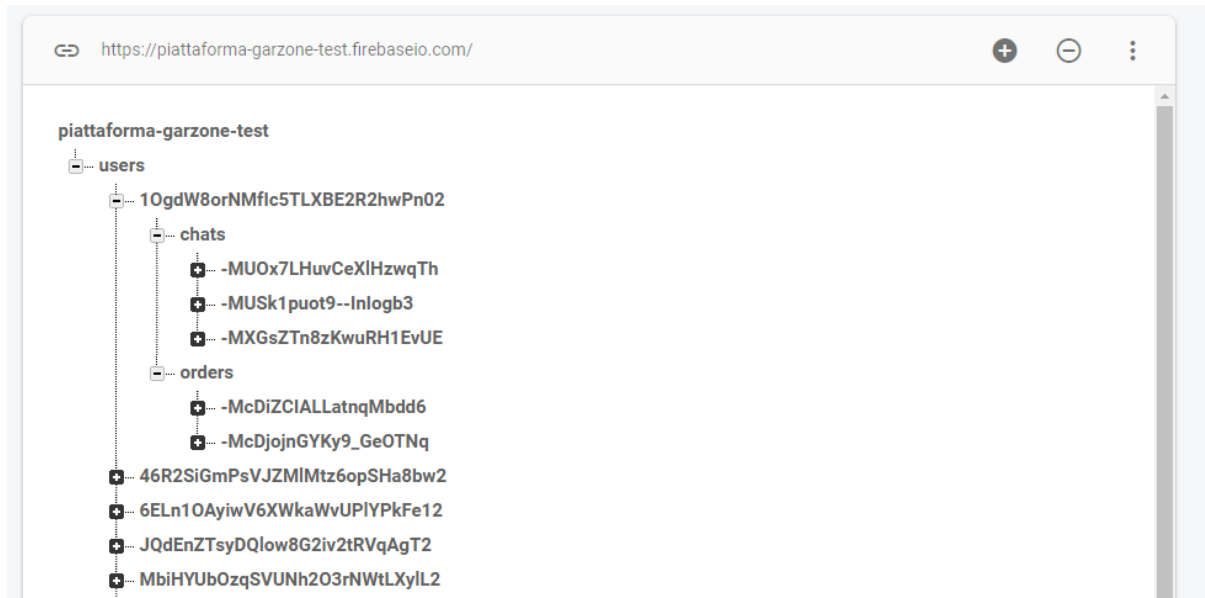 https://piattaforma-garzone-test.firebaseio.com/
piattaforma-garzone-test
users
1OgdW8orNMfIc5TLXBE2R2hwPn02
chats
-MUOx7LHuvCeXlHzwqTh
-MUSk1puot9--InIogb3
-MXGsZTn8zKwuRH1EvUE
orders
-McDiZCIALLatnqMbdd6
-McDjojnGYKy9_GeOTNq
46R2SiGmPsVJZMlMtz6opSHa8bw2
6ELn1OAyiwV6XWkaWvUPlYPkFe12
JQdEnZTsyDQlow8G2iv2tRVqAgT2
MbiHYUbOzqSVUNh2O3rNWtLXylL2